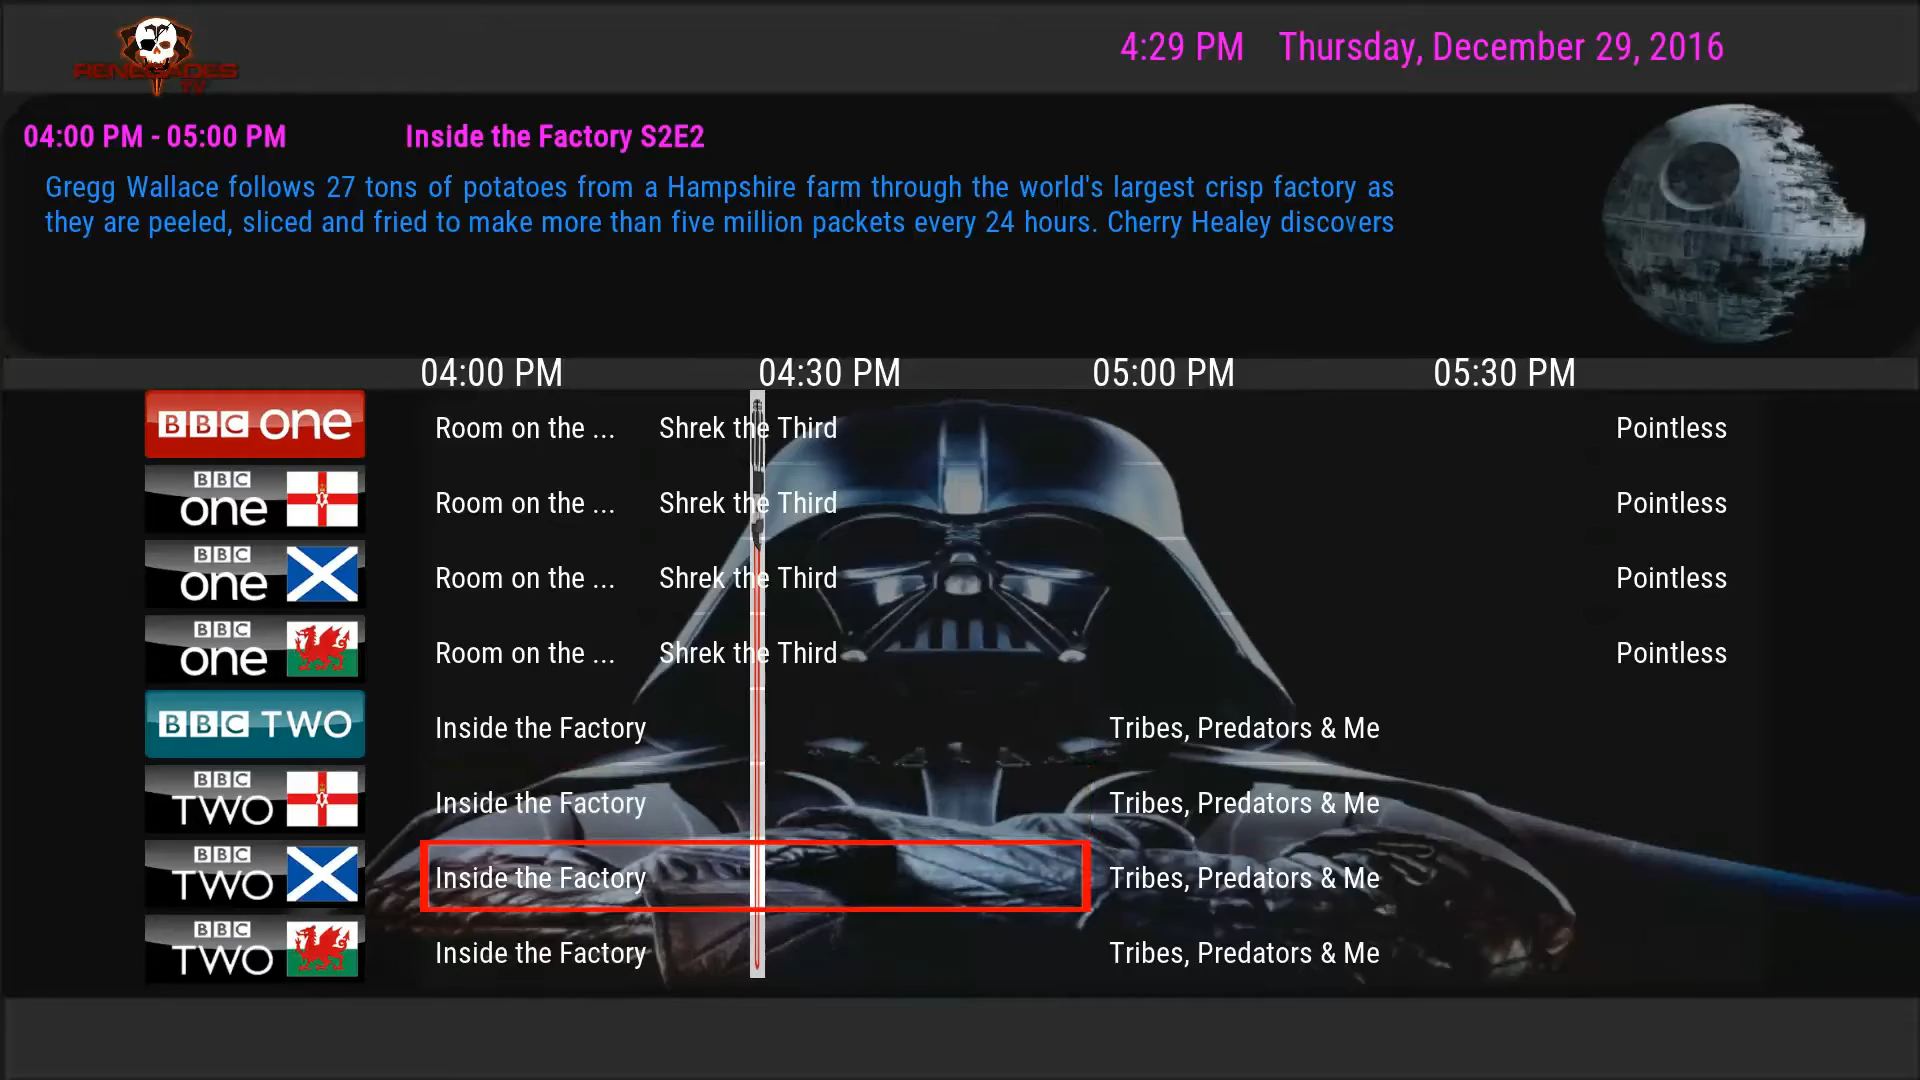 RENEGADES
TV
4:29 PM Thursday, December 29, 2016
04:00 PM - 05:00 PM Inside the Factory S2E2
Gregg Wallace follows 27 tons of potatoes from a Hampshire farm through the world's largest crisp factory as
they are peeled, sliced and fried to make more than five million packets every 24 hours. Cherry Healey discovers
04:00 PM 04:30 PM 05:00 PM 05:30 PM
BBC one Room on the ... Shrek the Third Pointless
BBC
one Room on the ... Shrek the Third Pointless
BBC
one Room on the ... Shrek the Third Pointless
BBC
one Room on the ... Shrek the Third Pointless
BBC TWO Inside the Factory Tribes, Predators & Me
BBC
TWO Inside the Factory Tribes, Predators & Me
BBC
TWO Inside the Factory Tribes, Predators & Me
BBC
TWO Inside the Factory Tribes, Predators & Me